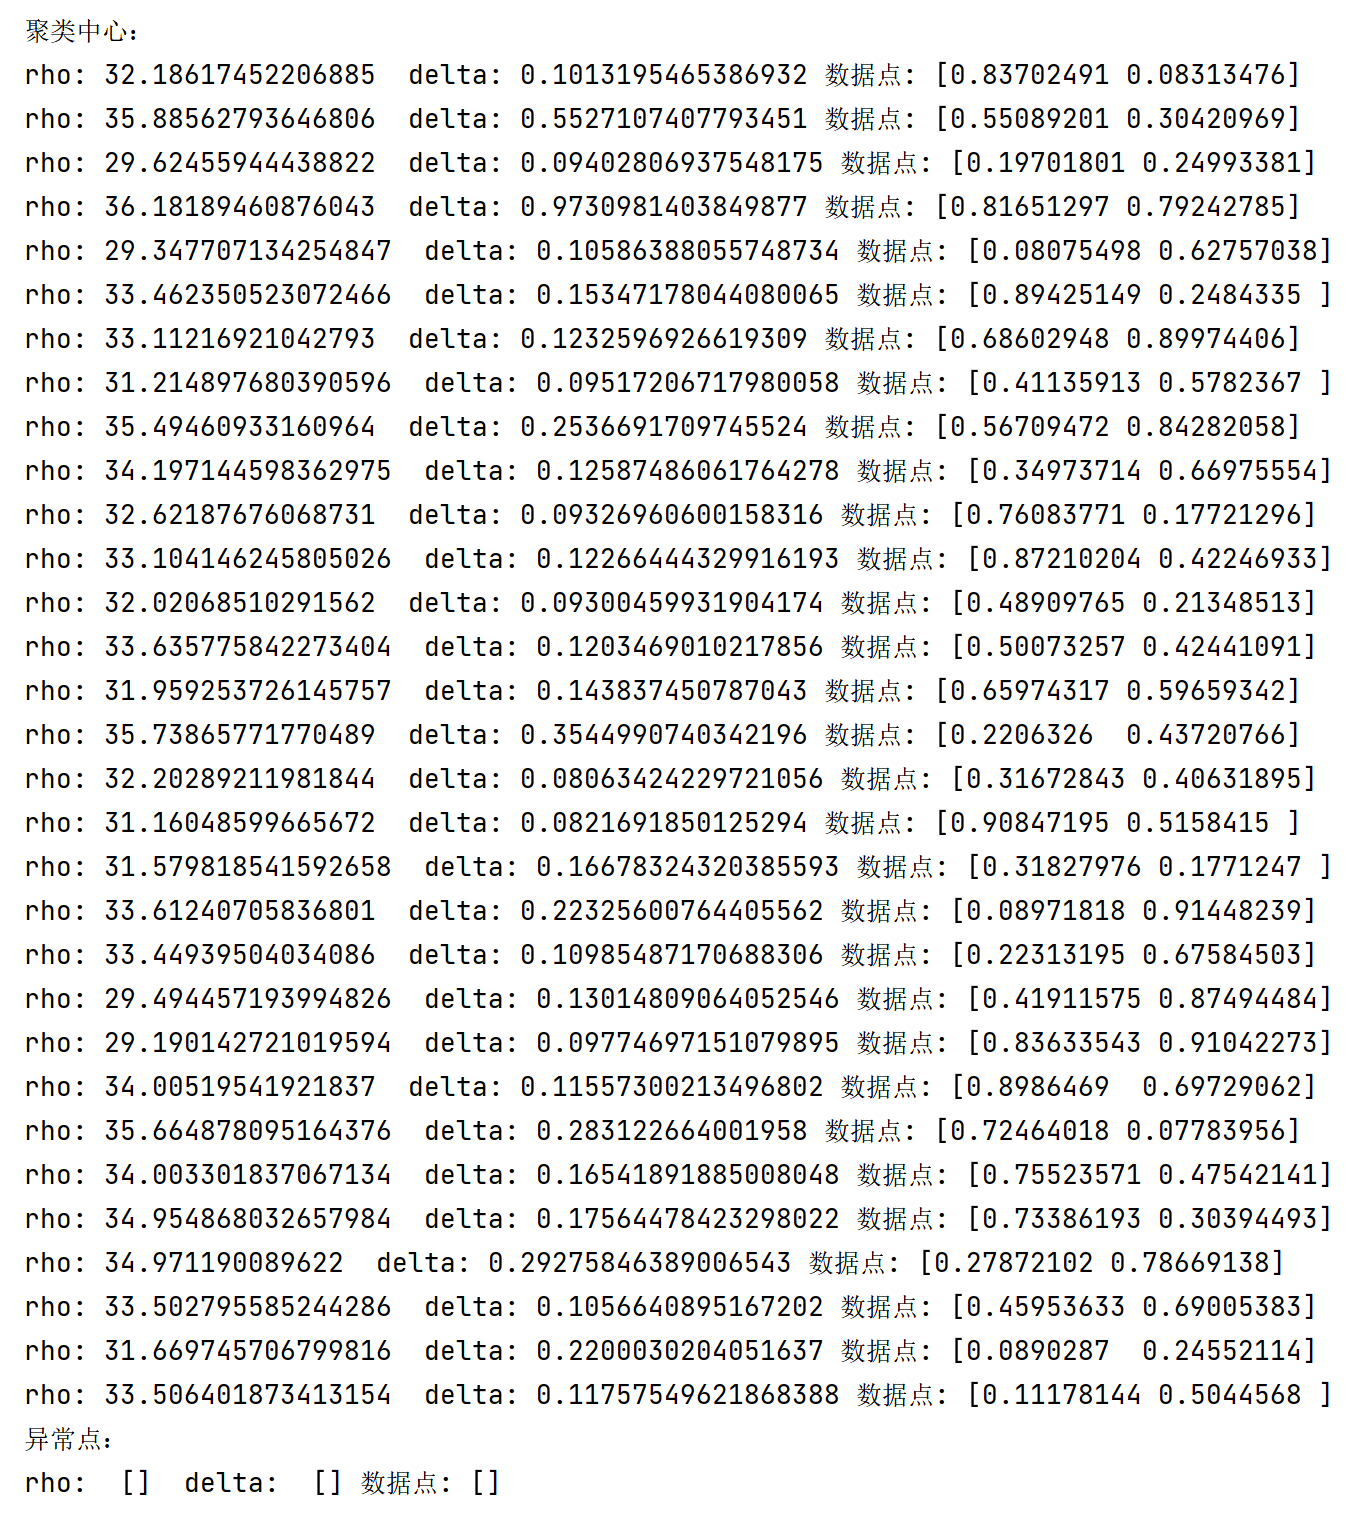 聚类中心：
rho: 32.18617452206885  delta: 0.1013195465386932 数据点: [0.83702491 0.08313476]
rho: 35.88562793646806  delta: 0.5527107407793451 数据点: [0.55089201 0.30420969]
rho: 29.62455944438822  delta: 0.09402806937548175 数据点: [0.19701801 0.24993381]
rho: 36.18189460876043  delta: 0.9730981403849877 数据点: [0.81651297 0.79242785]
rho: 29.347707134254847  delta: 0.10586388055748734 数据点: [0.08075498 0.62757038]
rho: 33.462350523072466  delta: 0.15347178044080065 数据点: [0.89425149 0.2484335 ]
rho: 33.11216921042793  delta: 0.1232596926619309 数据点: [0.68602948 0.89974406]
rho: 31.214897680390596  delta: 0.09517206717980058 数据点: [0.41135913 0.5782367 ]
rho: 35.49460933160964  delta: 0.2536691709745524 数据点: [0.56709472 0.84282058]
rho: 34.197144598362975  delta: 0.12587486061764278 数据点: [0.34973714 0.66975554]
rho: 32.62187676068731  delta: 0.09326960600158316 数据点: [0.76083771 0.17721296]
rho: 33.104146245805026  delta: 0.12266444329916193 数据点: [0.87210204 0.42246933]
rho: 32.02068510291562  delta: 0.09300459931904174 数据点: [0.48909765 0.21348513]
rho: 33.635775842273404  delta: 0.1203469010217856 数据点: [0.50073257 0.42441091]
rho: 31.959253726145757  delta: 0.143837450787043 数据点: [0.65974317 0.59659342]
rho: 35.73865771770489  delta: 0.3544990740342196 数据点: [0.2206326  0.43720766]
rho: 32.20289211981844  delta: 0.08063424229721056 数据点: [0.31672843 0.40631895]
rho: 31.16048599665672  delta: 0.0821691850125294 数据点: [0.90847195 0.5158415 ]
rho: 31.579818541592658  delta: 0.16678324320385593 数据点: [0.31827976 0.1771247 ]
rho: 33.61240705836801  delta: 0.22325600764405562 数据点: [0.08971818 0.91448239]
rho: 33.44939504034086  delta: 0.10985487170688306 数据点: [0.22313195 0.67584503]
rho: 29.494457193994826  delta: 0.13014809064052546 数据点: [0.41911575 0.87494484]
rho: 29.190142721019594  delta: 0.09774697151079895 数据点: [0.83633543 0.91042273]
rho: 34.00519541921837  delta: 0.11557300213496802 数据点: [0.8986469  0.69729062]
rho: 35.664878095164376  delta: 0.283122664001958 数据点: [0.72464018 0.07783956]
rho: 34.003301837067134  delta: 0.16541891885008048 数据点: [0.75523571 0.47542141]
rho: 34.954868032657984  delta: 0.17564478423298022 数据点: [0.73386193 0.30394493]
rho: 34.971190089622  delta: 0.29275846389006543 数据点: [0.27872102 0.78669138]
rho: 33.502795585244286  delta: 0.1056640895167202 数据点: [0.45953633 0.69005383]
rho: 31.669745706799816  delta: 0.2200030204051637 数据点: [0.0890287  0.24552114]
rho: 33.506401873413154  delta: 0.11757549621868388 数据点: [0.11178144 0.5044568 ]
异常点：
rho:  []  delta:  [] 数据点: []